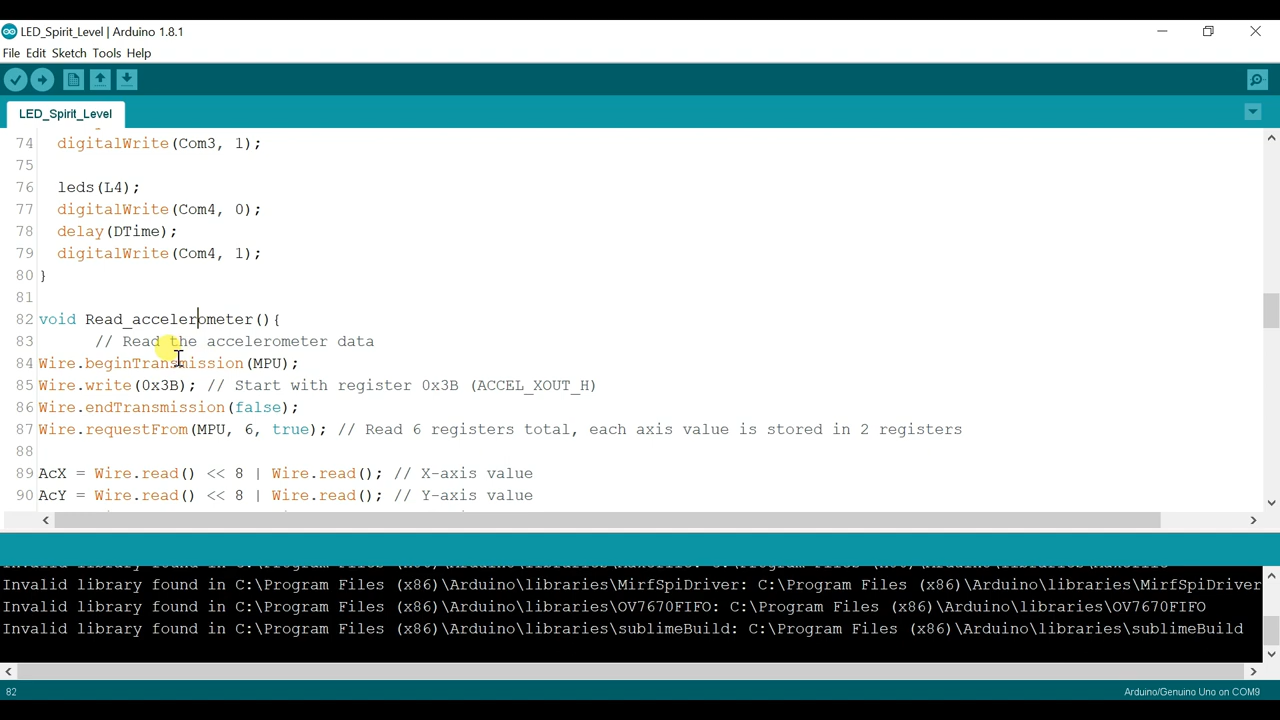 LED_Spirit_Level | Arduino 1.8.1
File Edit Sketch Tools Help
LED_Spirit_Level
74 digitalWrite(Com3, 1);
75
76 leds(L4);
77 digitalWrite(Com4, 0);
78 delay(DTime);
79 digitalWrite(Com4, 1);
80 }
81
82 void Read_accelerometer(){
83 // Read the accelerometer data
84 Wire.beginTransmission(MPU);
85 Wire.write(0x3B); // Start with register 0x3B (ACCEL_XOUT_H)
86 Wire.endTransmission(false);
87 Wire.requestFrom(MPU, 6, true); // Read 6 registers total, each axis value is stored in 2 registers
88
89 AcX = Wire.read() << 8 | Wire.read(); // X-axis value
90 AcY = Wire.read() << 8 | Wire.read(); // Y-axis value
Invalid library found in C:\Program Files (x86)\Arduino\libraries\MirfSpiDriver: C:\Program Files (x86)\Arduino\libraries\MirfSpiDriver
Invalid library found in C:\Program Files (x86)\Arduino\libraries\OV7670FIFO: C:\Program Files (x86)\Arduino\libraries\OV7670FIFO
Invalid library found in C:\Program Files (x86)\Arduino\libraries\sublimeBuild: C:\Program Files (x86)\Arduino\libraries\sublimeBuild
82
Arduino/Genuino Uno on COM9